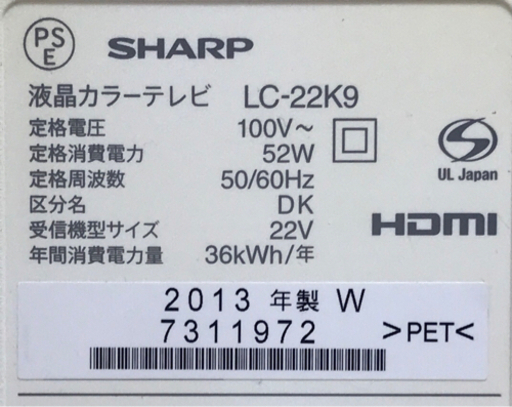 PS
E
SHARP
液晶カラーテレビ LC-22K9
定格電圧 100V～
定格消費電力 52W
定格周波数 50/60Hz
区分名 DK
受信機型サイズ 22V
年間消費電力量 36kWh/年
UL Japan
HDMI
2013 年製 W
7311972
>PET<